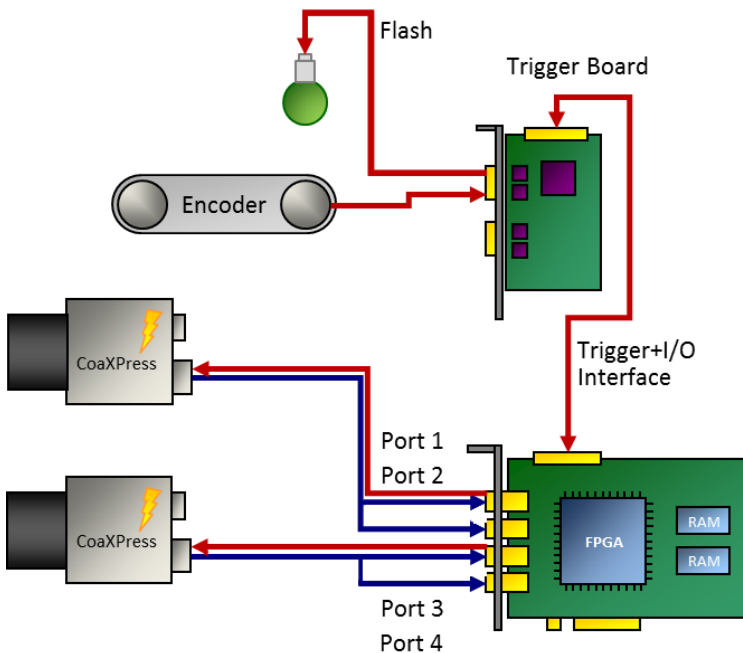 Flash
Trigger Board
Encoder
CoaXPress
Trigger+I/O
Interface
Port 1
Port 2
CoaXPress
FPGA
RAM
RAM
Port 3
Port 4